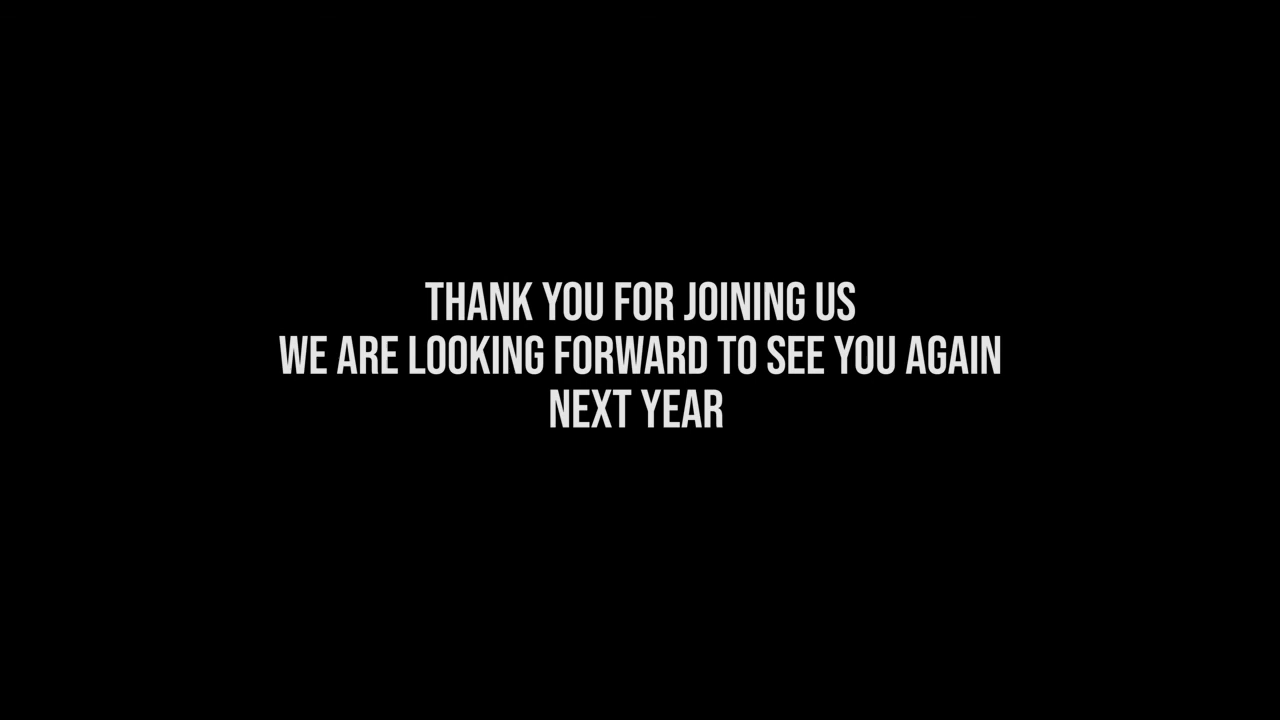 THANK YOU FOR JOINING US
WE ARE LOOKING FORWARD TO SEE YOU AGAIN
NEXT YEAR